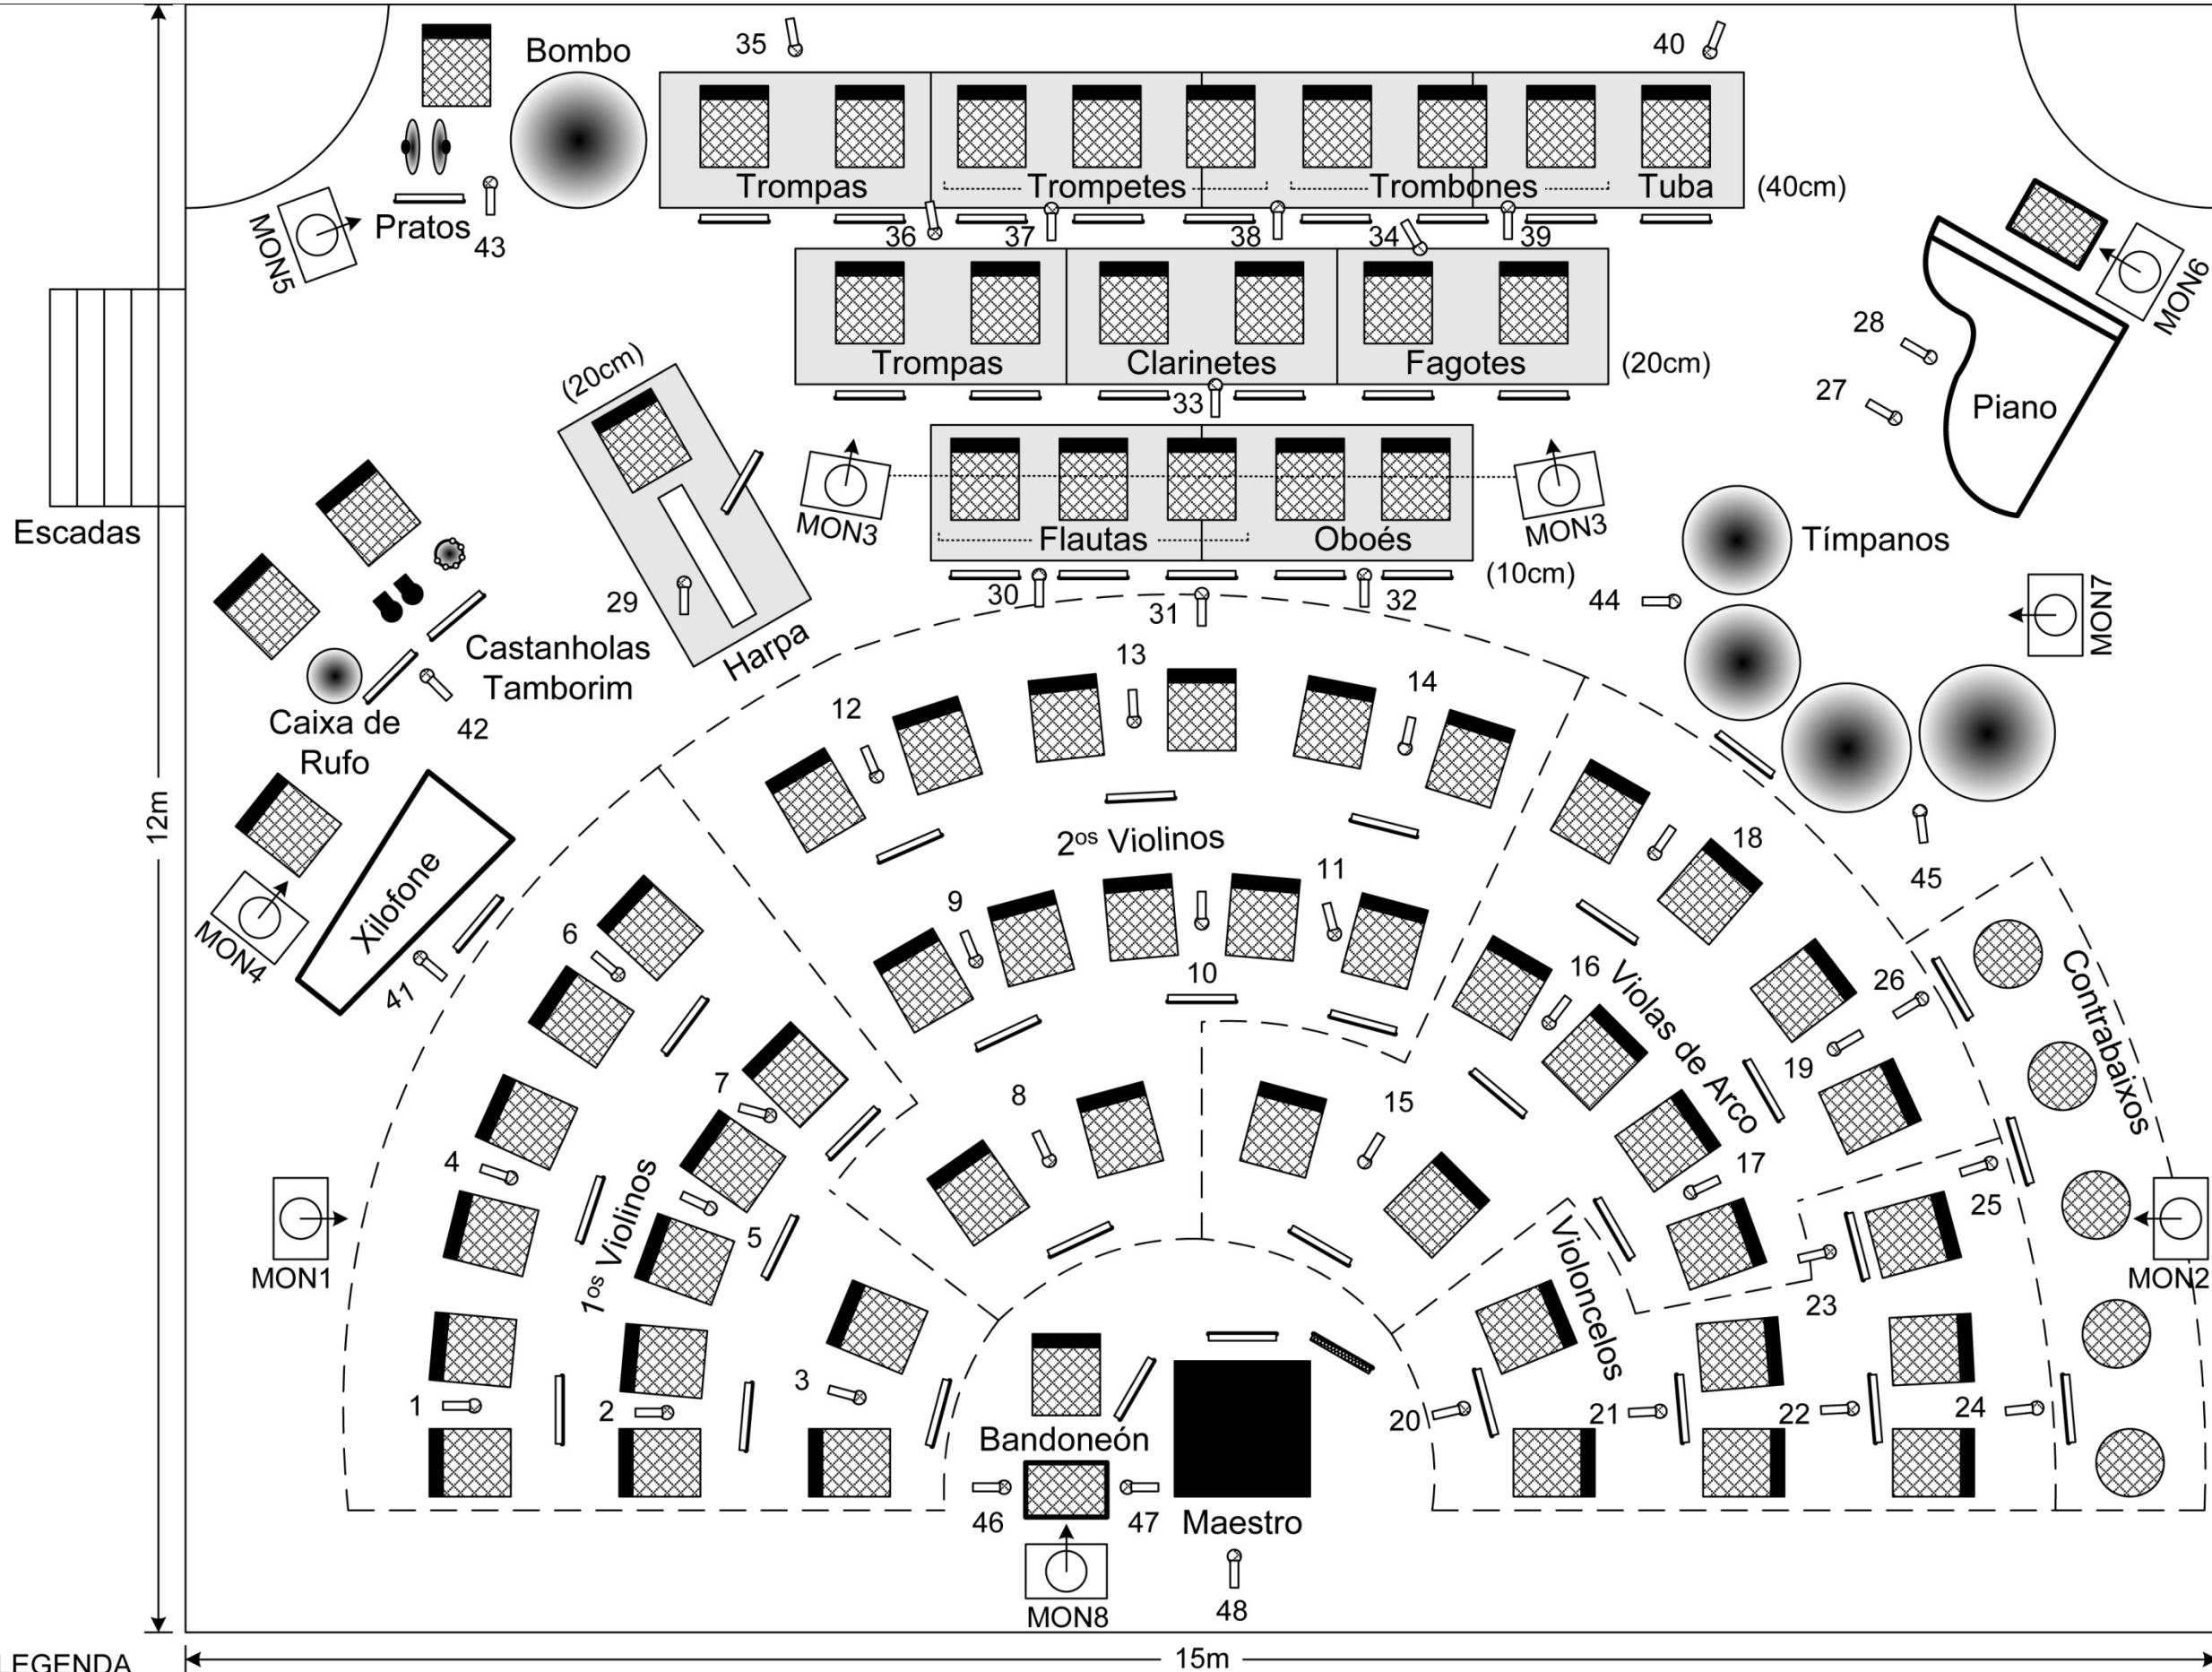 35
40
Bombo
Trompas
Trompetes
Trombones
Tuba
(40cm)
Pratos
43
MON5
36
37
38
34
39
MON6
28
27
Piano
Trompas
Clarinetes
Fagotes
(20cm)
(20cm)
33
Escadas
MON3
Flautas
Oboés
MON3
(10cm)
Tímpanos
29
30
31
32
44
MON7
Harpa
Castanholas
Tamborim
42
Caixa de
Rufo
13
12
14
12m
2os Violinos
18
45
Xilofone
MON4
41
6
9
11
10
16
Violas de Arco
26
19
Contrabaixos
7
8
15
4
5
1os Violinos
17
25
MON1
MON2
Violoncelos
23
3
1
2
20
21
22
24
Bandoneón
46
47
Maestro
MON8
48
LEGENDA
15m